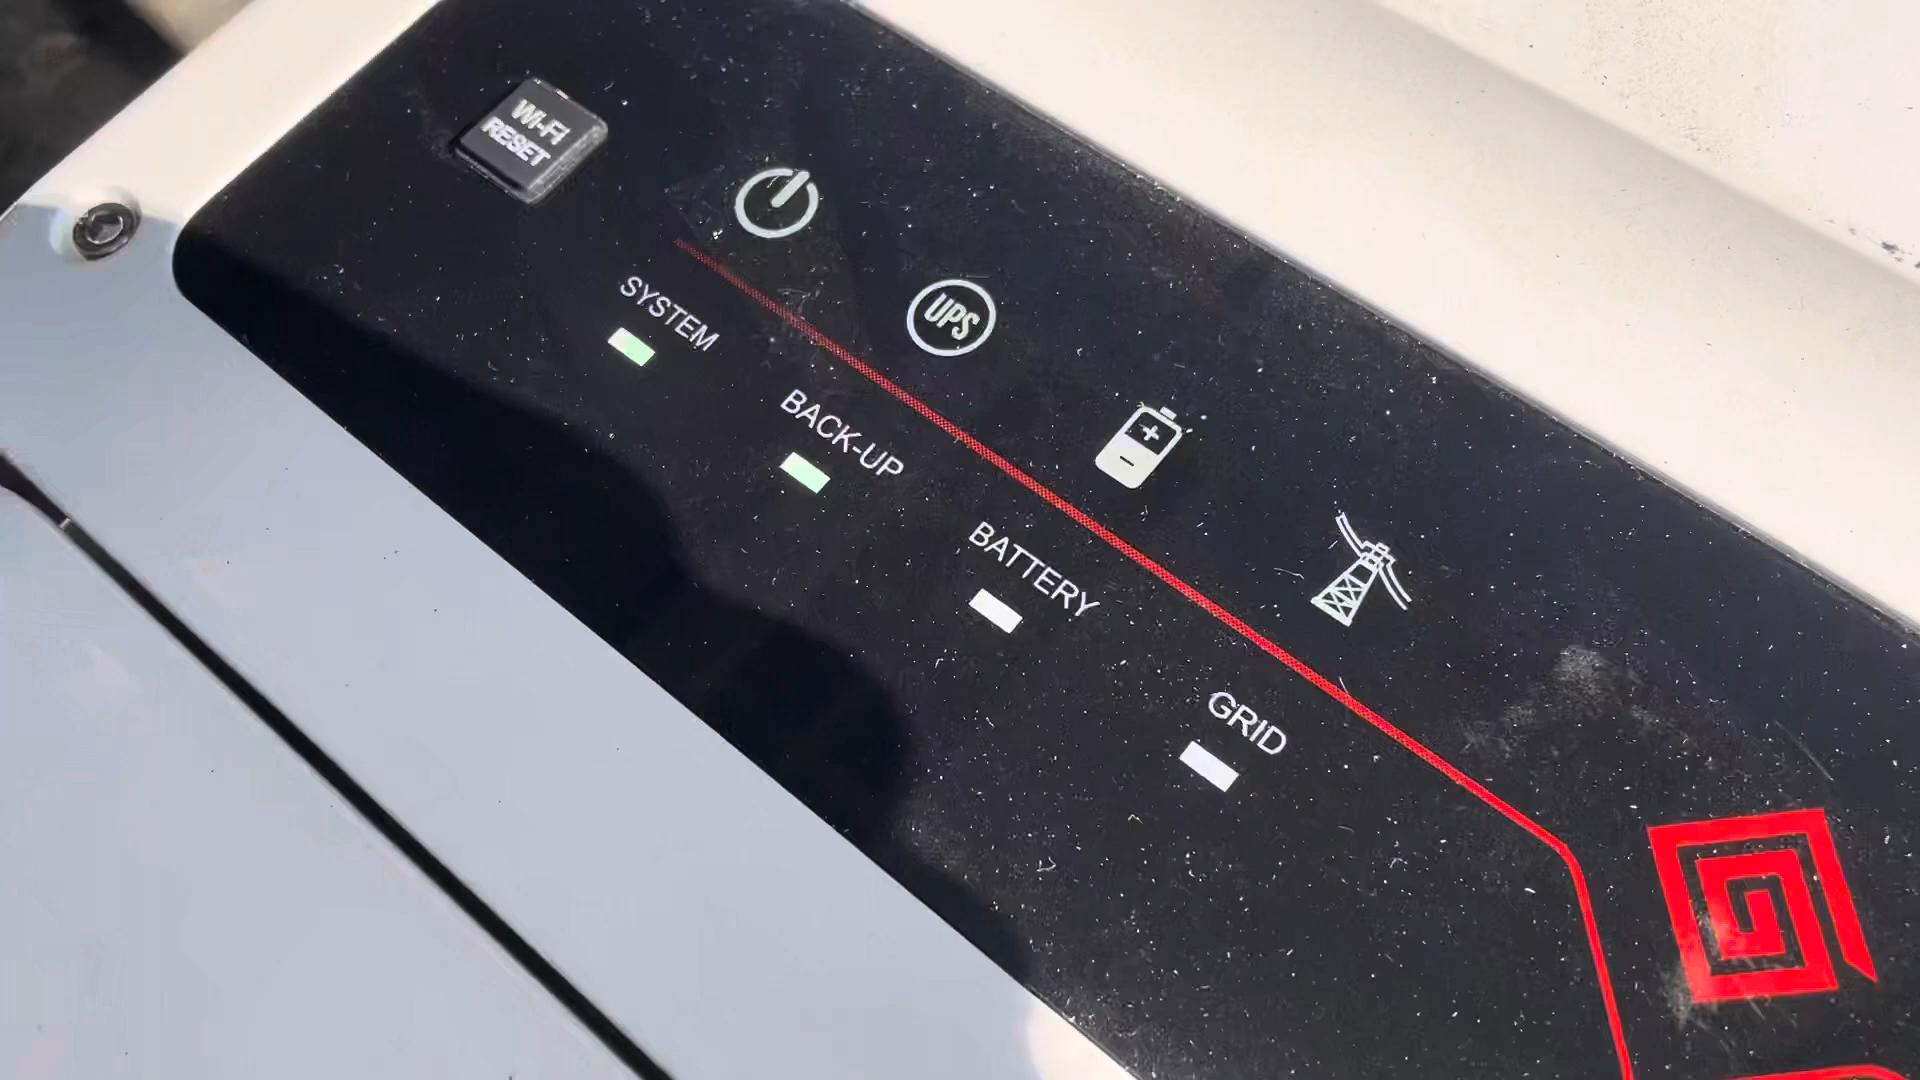 Wi-Fi
RESET
UPS
SYSTEM
BACK-UP
BATTERY
GRID